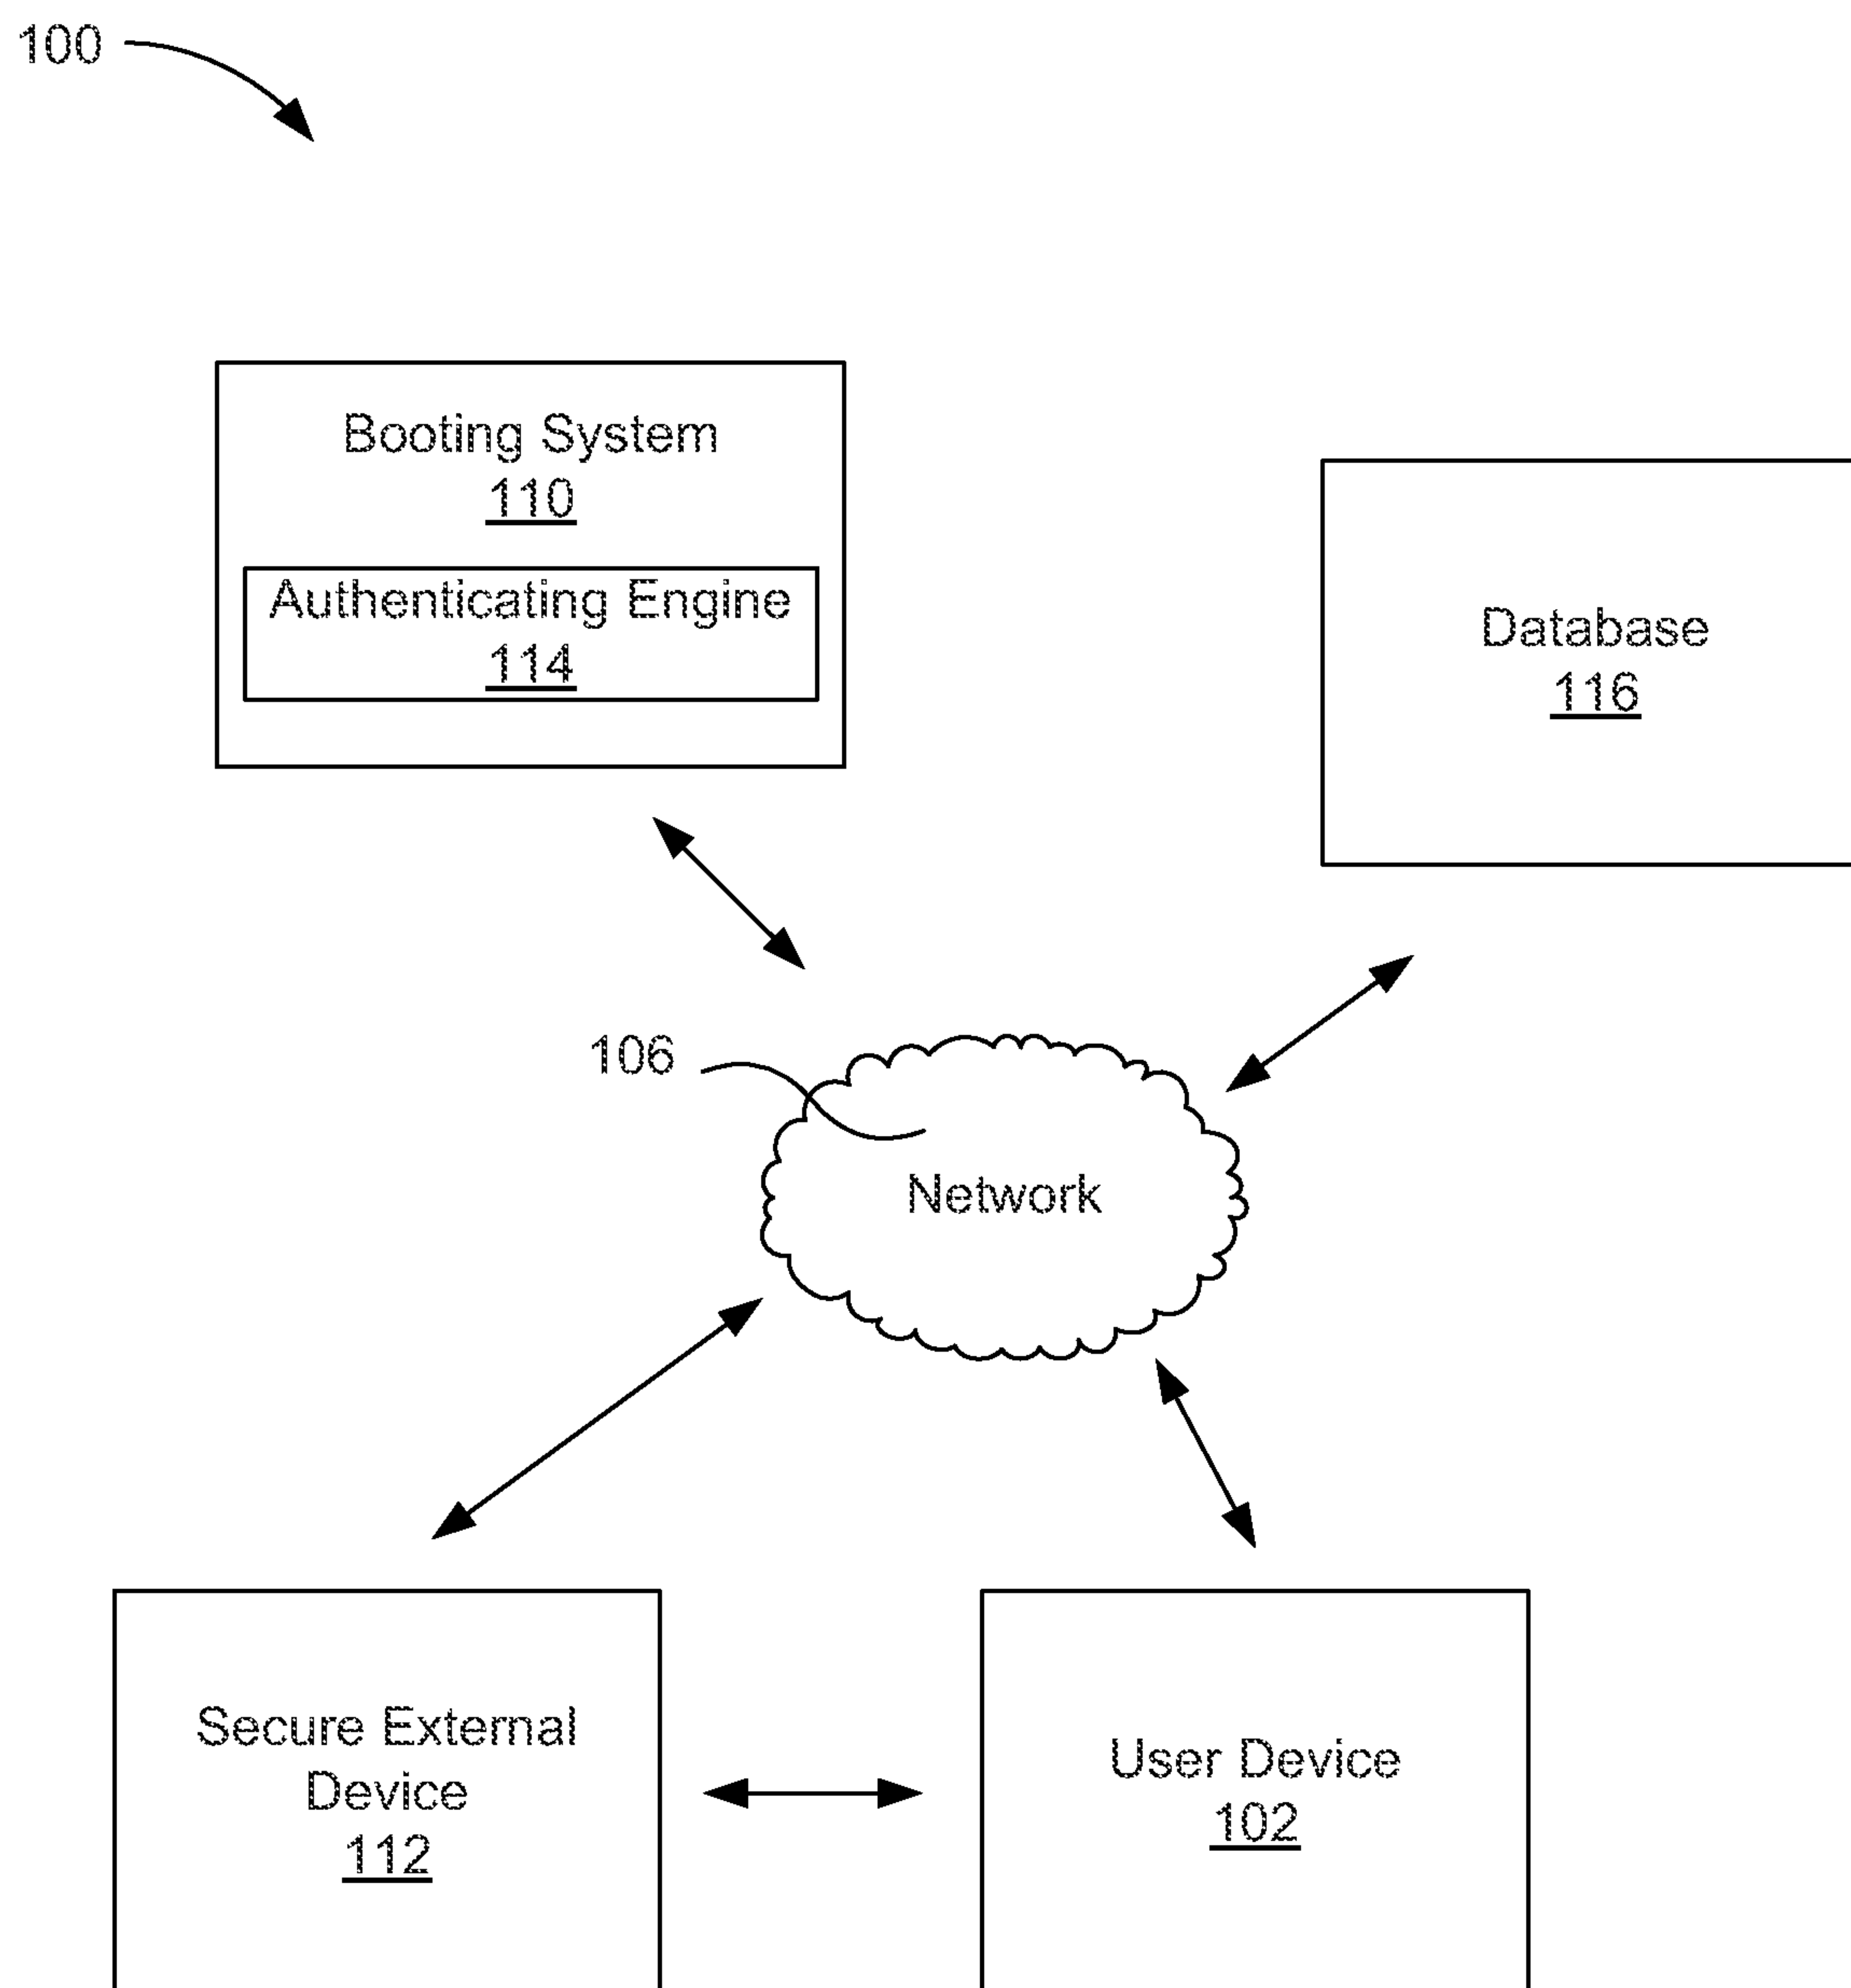 100
Booting System
110
Authenticating Engine
114
Database
116
106
Network
Secure External
Device
112
User Device
102